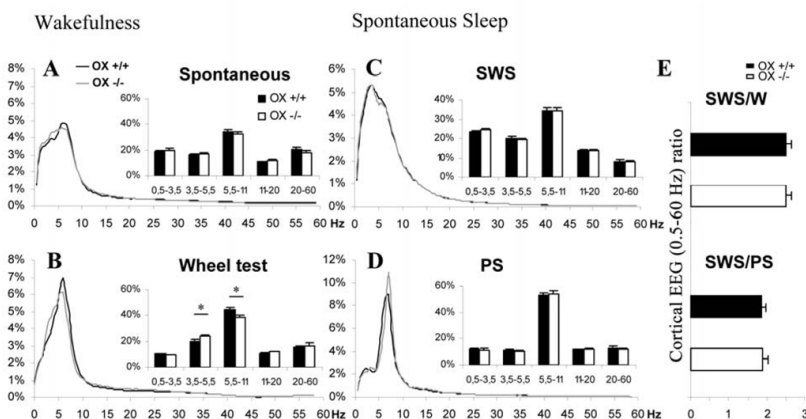 Wakefulness
Spontaneous Sleep
A
OX +/+
OX -/-
Spontaneous
OX +/+
OX -/-
8%
7%
6%
5%
4%
3%
2%
1%
0%
60%
40%
20%
0%
0,5-3,5 3,5-5,5 5,5-11 11-20 20-60
0 5 10 15 20 25 30 35 40 45 50 55 60 Hz
B
Wheel test
8%
7%
6%
5%
4%
3%
2%
1%
0%
60%
40%
20%
0%
* *
0,5-3,5 3,5-5,5 5,5-11 11-20 20-60
0 5 10 15 20 25 30 35 40 45 50 55 60 Hz
C
SWS
6%
5%
4%
3%
2%
1%
0%
40%
30%
20%
10%
0%
0,5-3,5 3,5-5,5 5,5-11 11-20 20-60
0 5 10 15 20 25 30 35 40 45 50 55 60 Hz
D
PS
12%
10%
8%
6%
4%
2%
0%
60%
40%
20%
0%
0,5-3,5 3,5-5,5 5,5-11 11-20 20-60
0 5 10 15 20 25 30 35 40 45 50 55 60 Hz
E
OX +/+
OX -/-
SWS/W
SWS/PS
Cortical EEG (0.5-60 Hz) ratio
0 1 2 3